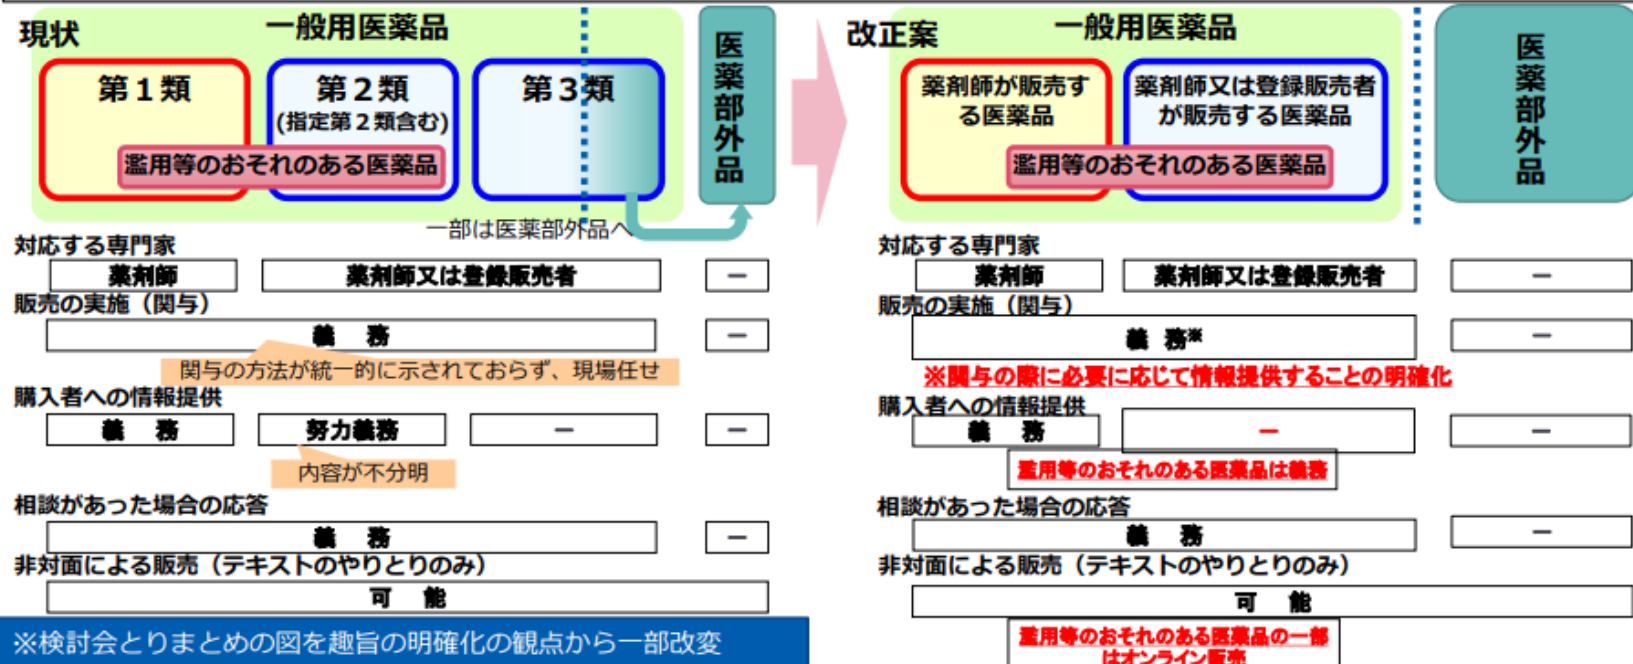 現状
一般用医薬品
第1類
第2類
(指定第2類含む)
第3類
濫用等のおそれのある医薬品
医薬部外品
一部は医薬部外品へ
対応する専門家
薬剤師
薬剤師又は登録販売者
－
販売の実施（関与）
義　務
－
関与の方法が統一的に示されておらず、現場任せ
購入者への情報提供
義　務
努力義務
－
－
内容が不分明
相談があった場合の応答
義　務
－
非対面による販売（テキストのやりとりのみ）
可　能
※検討会とりまとめの図を趣旨の明確化の観点から一部改変
改正案
一般用医薬品
薬剤師が販売す
る医薬品
薬剤師又は登録販売者
が販売する医薬品
濫用等のおそれのある医薬品
医薬部外品
対応する専門家
薬剤師
薬剤師又は登録販売者
－
販売の実施（関与）
義　務※
－
※関与の際に必要に応じて情報提供することの明確化
購入者への情報提供
義　務
－
－
濫用等のおそれのある医薬品は義務
相談があった場合の応答
義　務
－
非対面による販売（テキストのやりとりのみ）
可　能
濫用等のおそれのある医薬品の一部
はオンライン販売